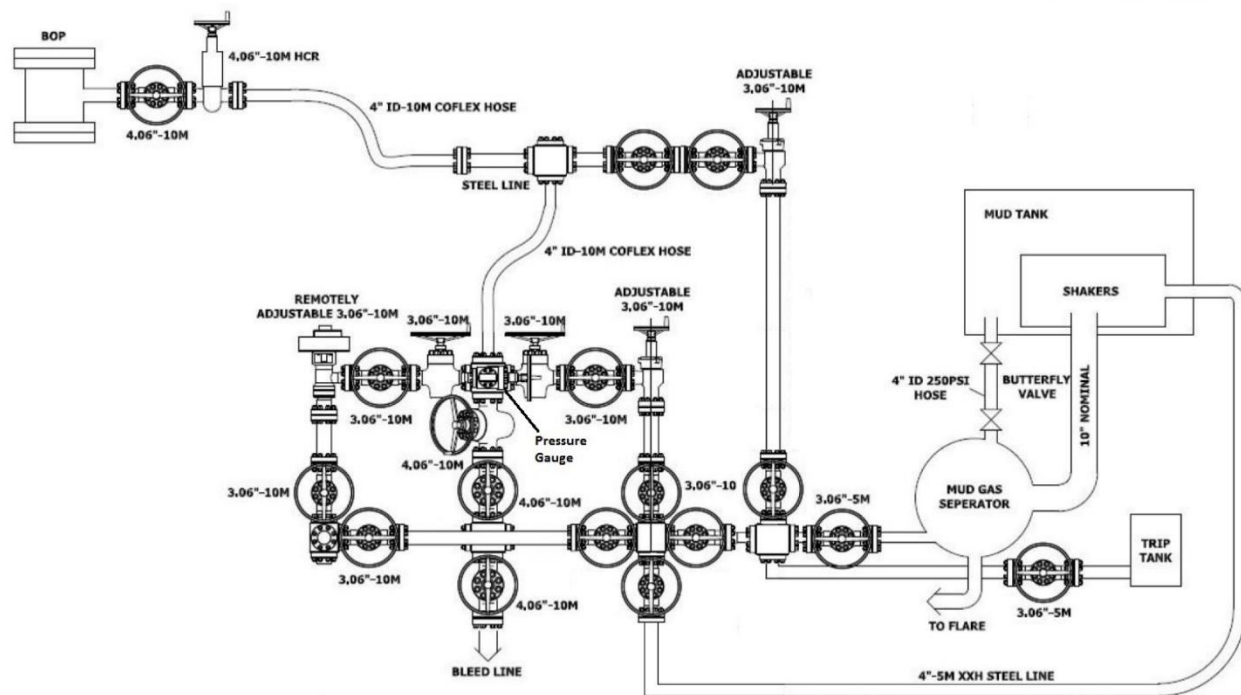 BOP
4.06"-10M HCR
4.06"-10M
4" ID-10M COFLEX HOSE
ADJUSTABLE
3.06"-10M
STEEL LINE
4" ID-10M COFLEX HOSE
MUD TANK
SHAKERS
REMOTELY
ADJUSTABLE 3.06"-10M
3.06"-10M
3.06"-10M
ADJUSTABLE
3.06"-10M
3.06"-10M
3.06"-10M
4" ID 250PSI
HOSE
BUTTERFLY
VALVE
10" NOMINAL
Pressure
Gauge
4.06"-10M
3.06"-10M
4.06"-10M
3.06"-10
3.06"-5M
MUD GAS
SEPERATOR
TRIP
TANK
3.06"-10M
4.06"-10M
3.06"-5M
TO FLARE
BLEED LINE
4"-5M XXH STEEL LINE